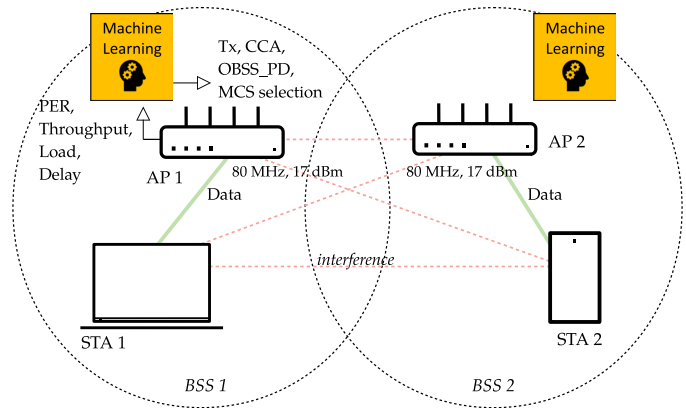 Machine
Learning
Tx, CCA,
OBSS_PD,
MCS selection
Machine
Learning
PER,
Throughput,
Load,
Delay
AP 1
80 MHz, 17 dBm
Data
AP 2
80 MHz, 17 dBm
Data
interference
STA 1
STA 2
BSS 1
BSS 2